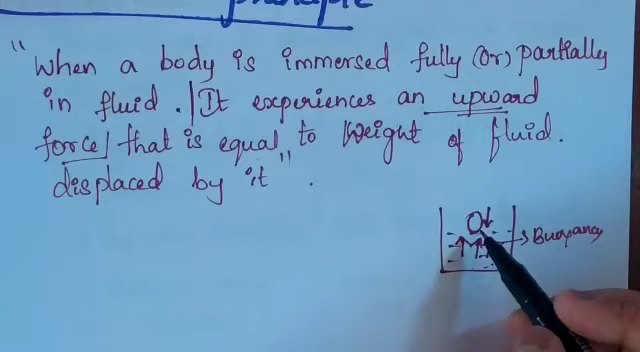 principle
"When a body is immersed fully (or) partially
in fluid. It experiences an upward
force that is equal to weight of fluid.
displaced by it".
Buoyancy